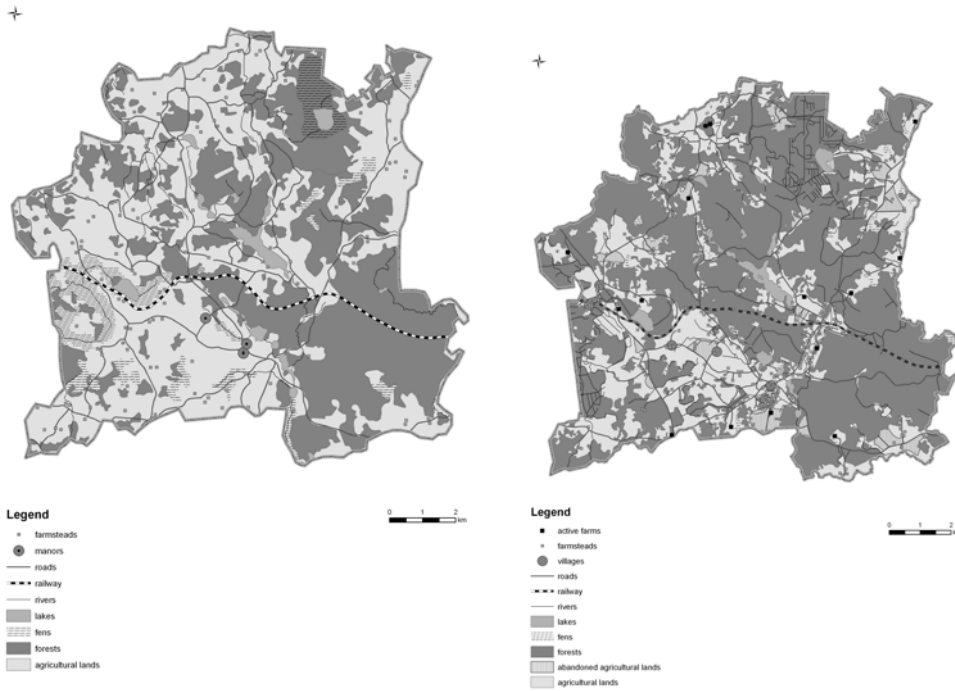 Legend
farmsteads
manors
roads
railway
rivers
lakes
fens
forests
agricultural lands
0 1 2
km
Legend
active farms
farmsteads
villages
roads
railway
rivers
lakes
fens
forests
abandoned agricultural lands
agricultural lands
0 1 2